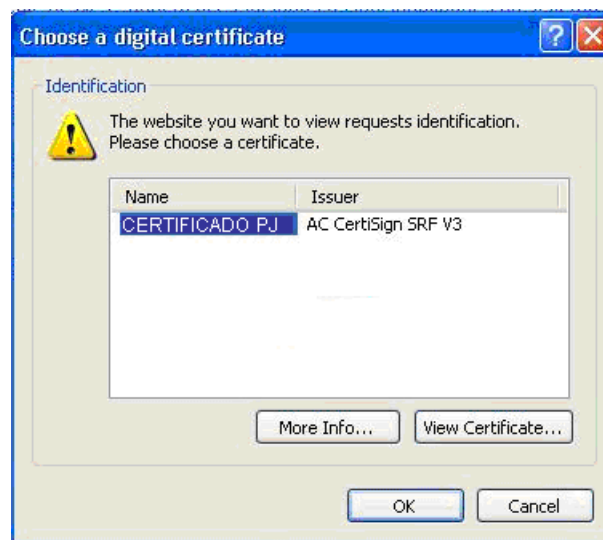 Choose a digital certificate
Identification
The website you want to view requests identification.
Please choose a certificate.
Name Issuer
CERTIFICADO PJ AC CertiSign SRF V3
More Info... View Certificate...
OK Cancel